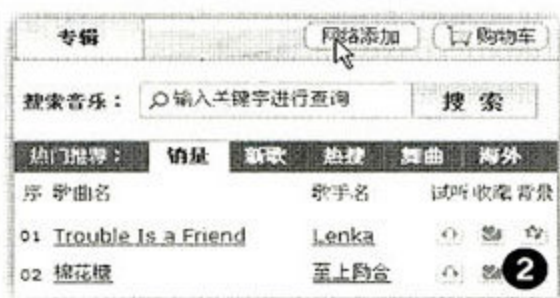 专辑 网络添加 购物车
搜索音乐： 输入关键字进行查询 搜 索
热门推荐： 销量 新歌 热搜 舞曲 海外
序 歌曲名 歌手名 试听 收藏 背景
01 Trouble Is a Friend Lenka
02 棉花糖 至上励合
2